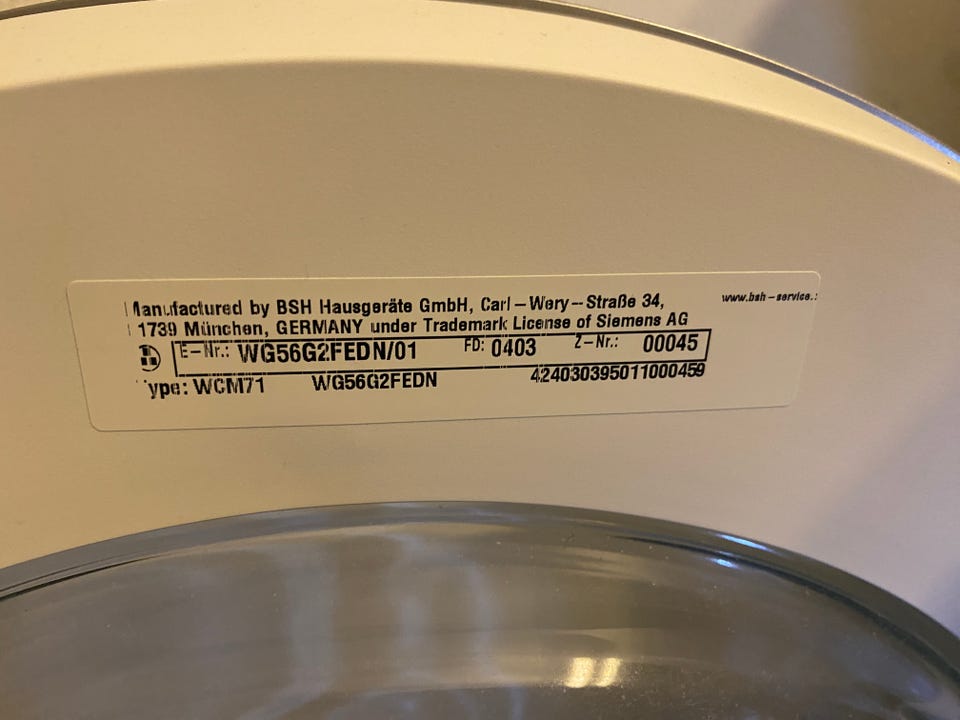 Manufactured by BSH Hausgeräte GmbH, Carl-Wery-Straße 34,
www.bsh-service.
1739 München, GERMANY under Trademark License of Siemens AG
E-Nr.: WG56G2FEDN/01 FD: 0403 Z-Nr.: 00045
Type: WCM71 WG56G2FEDN 424030395011000459